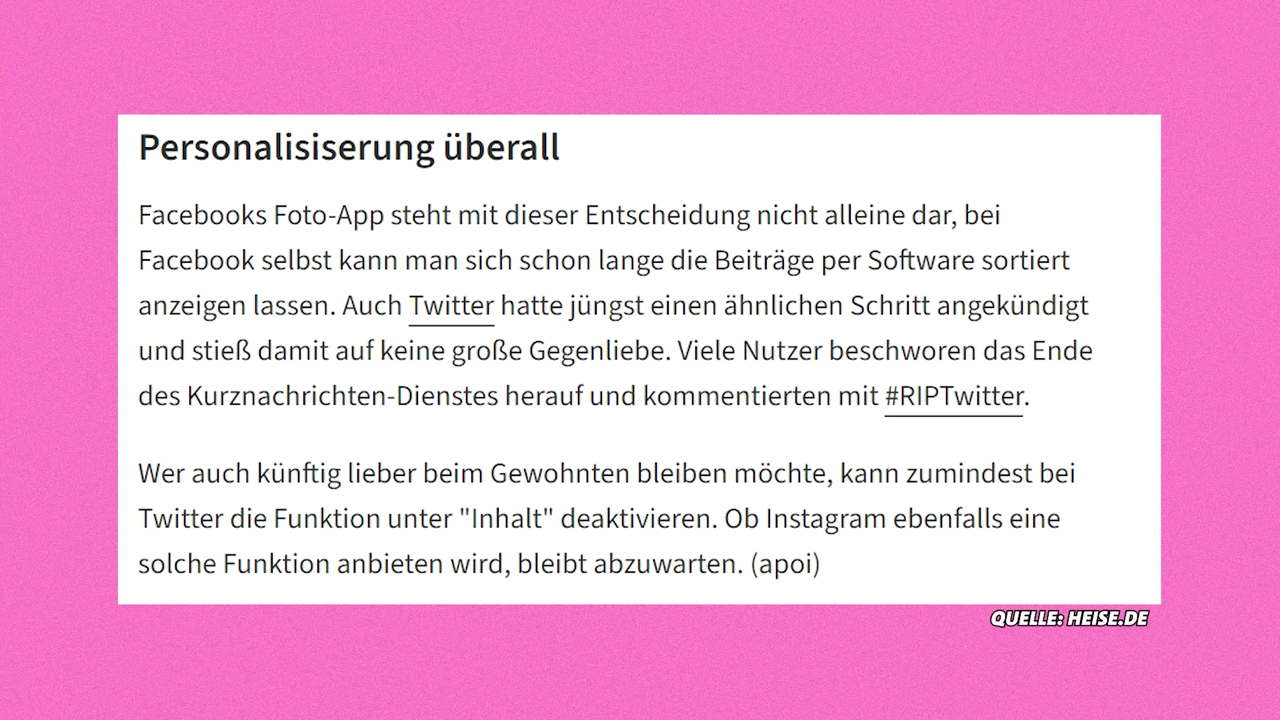 Personalisiserung überall
Facebooks Foto-App steht mit dieser Entscheidung nicht alleine dar, bei
Facebook selbst kann man sich schon lange die Beiträge per Software sortiert
anzeigen lassen. Auch Twitter hatte jüngst einen ähnlichen Schritt angekündigt
und stieß damit auf keine große Gegenliebe. Viele Nutzer beschworen das Ende
des Kurznachrichten-Dienstes herauf und kommentierten mit #RIPTwitter.
Wer auch künftig lieber beim Gewohnten bleiben möchte, kann zumindest bei
Twitter die Funktion unter "Inhalt" deaktivieren. Ob Instagram ebenfalls eine
solche Funktion anbieten wird, bleibt abzuwarten. (apoi)
QUELLE: HEISE.DE